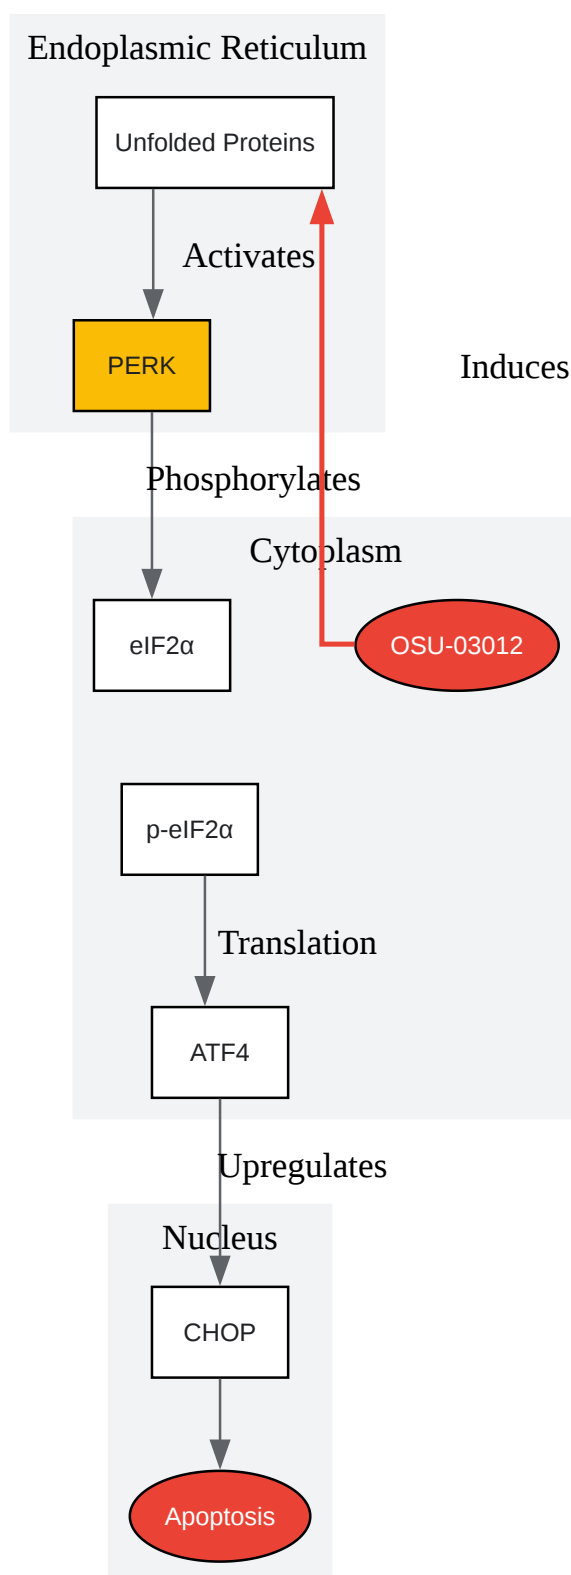 Endoplasmic Reticulum
Unfolded Proteins
Activates
PERK
Induces
Phosphorylates
Cytoplasm
eIF2α
OSU-03012
p-eIF2α
Translation
ATF4
Upregulates
Nucleus
CHOP
Apoptosis